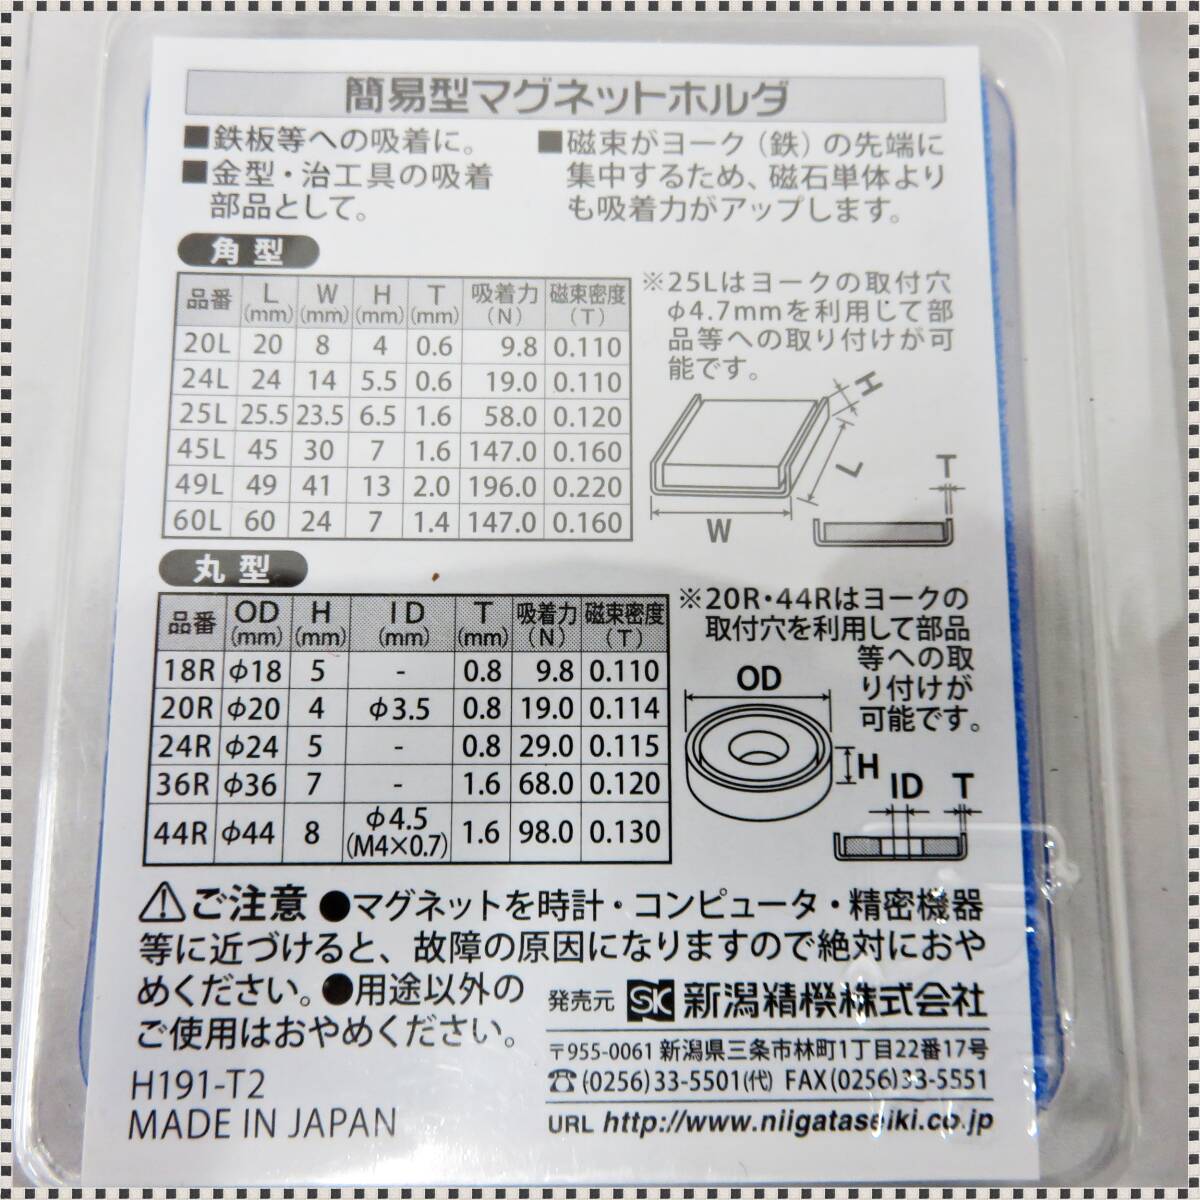 簡易型マグネットホルダ
■鉄板等への吸着に。
■金型・治工具の吸着
部品として。
■磁束がヨーク（鉄）の先端に
集中するため、磁石単体より
も吸着力がアップします。
角型
品番 L(mm) W(mm) H(mm) T(mm) 吸着力(N) 磁束密度(T)
20L 20 8 4 0.6 9.8 0.110
24L 24 14 5.5 0.6 19.0 0.110
25L 25.5 23.5 6.5 1.6 58.0 0.120
45L 45 30 7 1.6 147.0 0.160
49L 49 41 13 2.0 196.0 0.220
60L 60 24 7 1.4 147.0 0.160
※25Lはヨークの取付穴
φ4.7mmを利用して部
品等への取り付けが可
能です。
H
L
T
W
丸型
品番 OD(mm) H(mm) ID(mm) T(mm) 吸着力(N) 磁束密度(T)
18R φ18 5 - 0.8 9.8 0.110
20R φ20 4 φ3.5 0.8 19.0 0.114
24R φ24 5 - 0.8 29.0 0.115
36R φ36 7 - 1.6 68.0 0.120
44R φ44 8 φ4.5(M4×0.7) 1.6 98.0 0.130
※20R・44Rはヨークの
取付穴を利用して部品
等への取
り付けが
可能です。
OD
H
ID T
⚠ご注意 ●マグネットを時計・コンピュータ・精密機器
等に近づけると、故障の原因になりますので絶対におや
めください。●用途以外の
ご使用はおやめください。
発売元 SK 新潟精機株式会社
〒955-0061 新潟県三条市林町1丁目22番17号
☎(0256)33-5501(代) FAX(0256)33-5551
URL http://www.niigataseiki.co.jp
H191-T2
MADE IN JAPAN